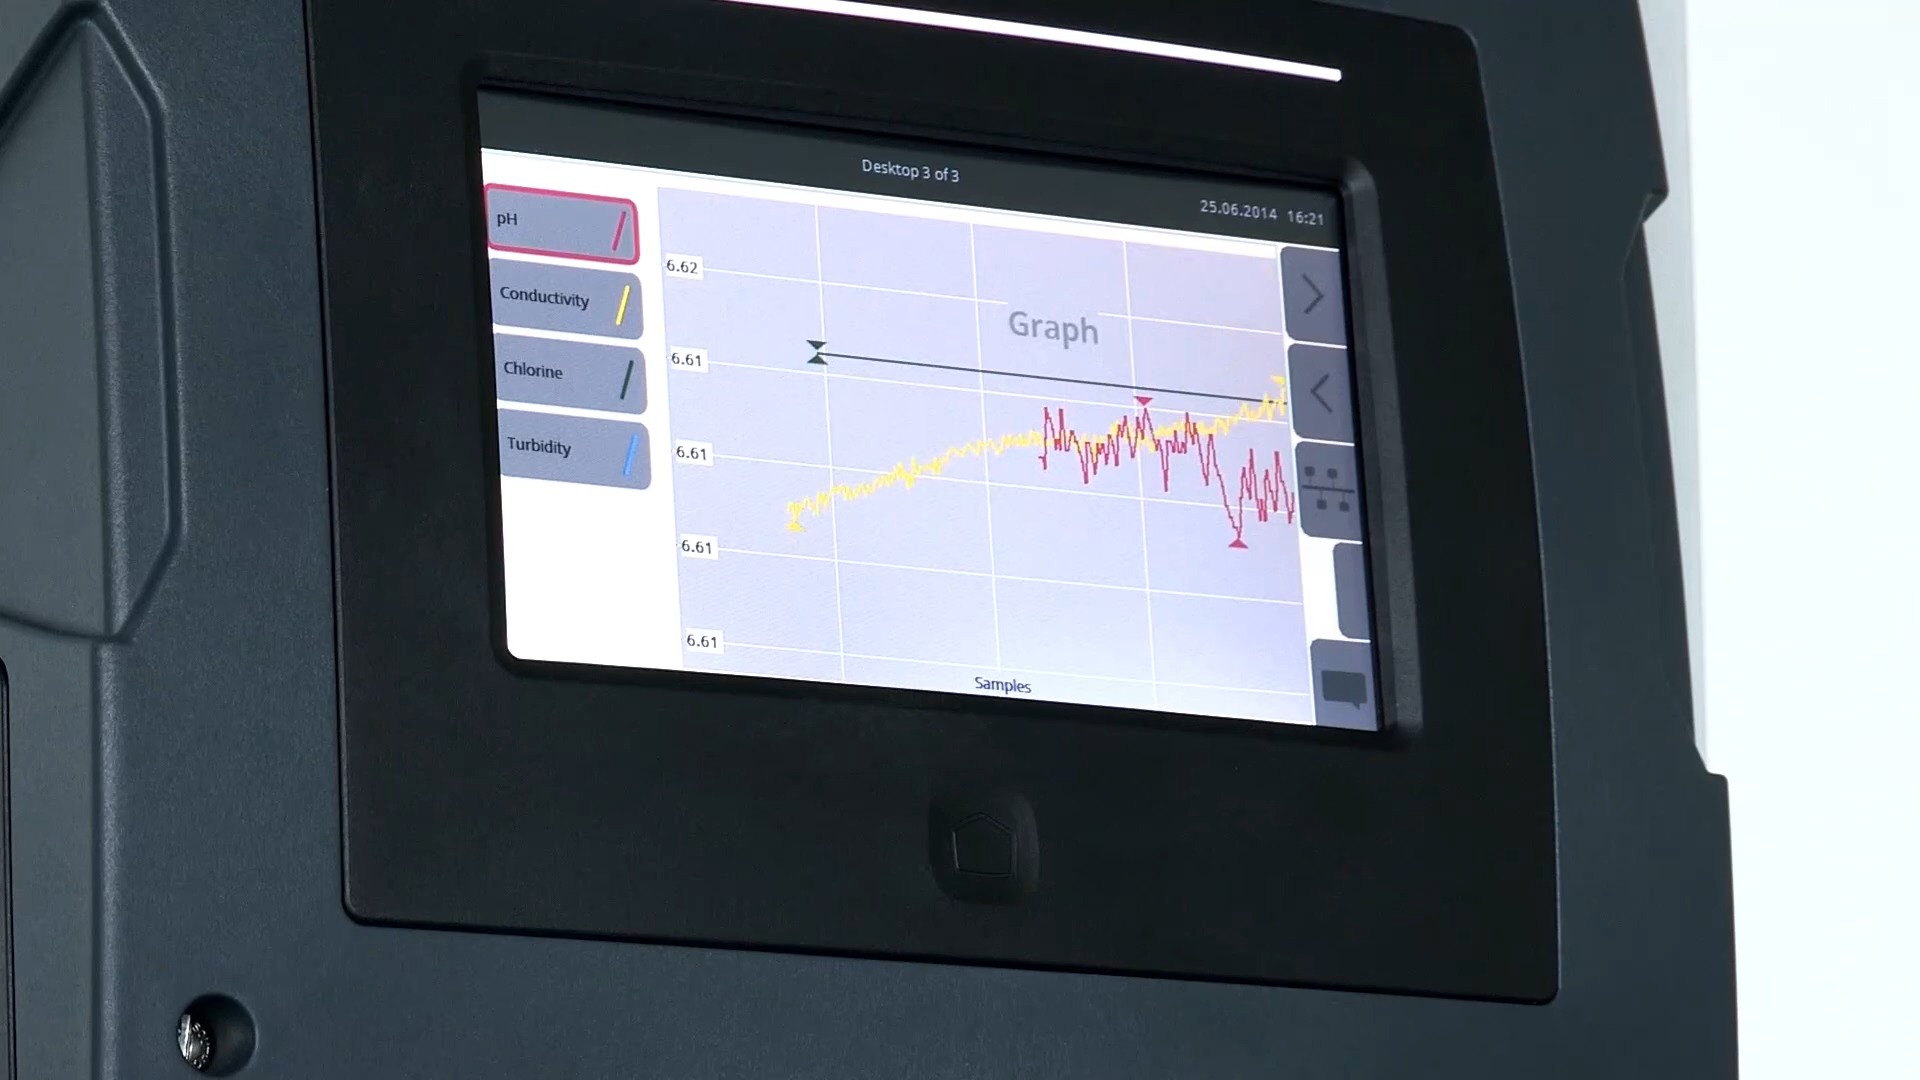 Desktop 3 of 3
25.06.2014 16:21
pH
Conductivity
Chlorine
Turbidity
Graph
6.62
6.61
6.61
6.61
6.61
Samples